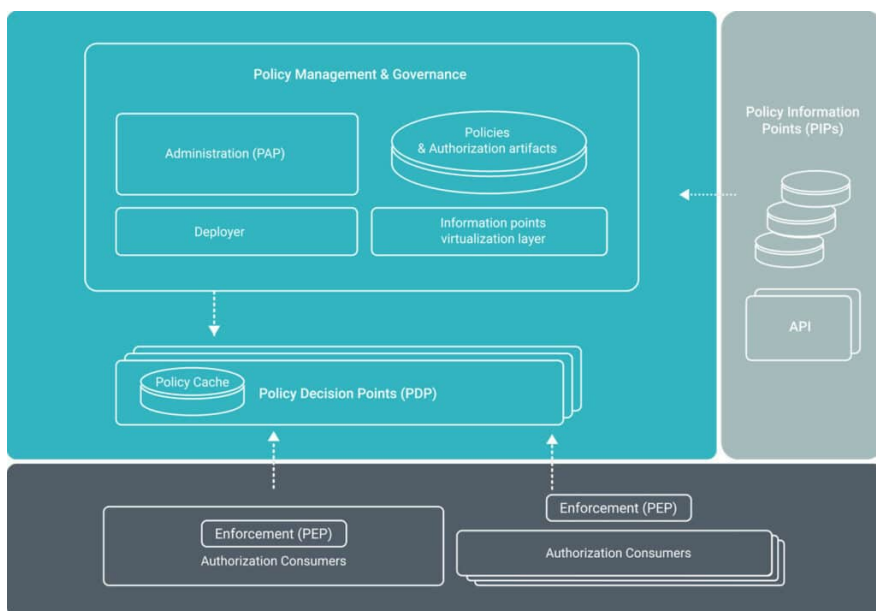 Policy Management & Governance
Administration (PAP)
Policies
& Authorization artifacts
Deployer
Information points
virtualization layer
Policy Information
Points (PIPs)
API
Policy Cache
Policy Decision Points (PDP)
Enforcement (PEP)
Authorization Consumers
Enforcement (PEP)
Authorization Consumers